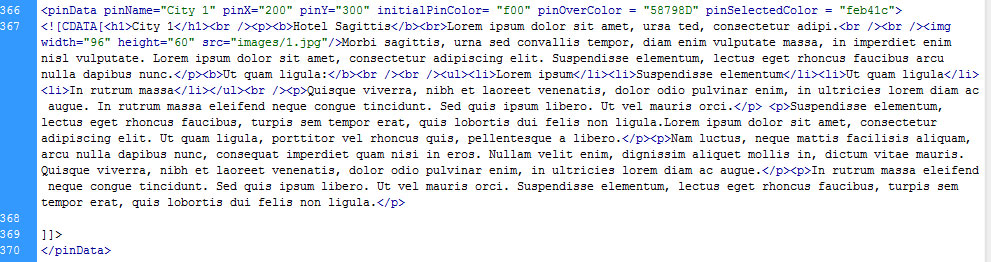 366 <pinData pinName="City 1" pinX="200" pinY="300" initialPinColor= "f00" pinOverColor = "58798D" pinSelectedColor = "feb41c">
367 <![CDATA[<h1>City 1</h1><br /><p><b>Hotel Sagittis</b><br>Lorem ipsum dolor sit amet, ursa ted, consectetur adipi.<br /><br /><img
width="96" height="60" src="images/1.jpg"/>Morbi sagittis, urna sed convallis tempor, diam enim vulputate massa, in imperdiet enim
nisl vulputate. Lorem ipsum dolor sit amet, consectetur adipiscing elit. Suspendisse elementum, lectus eget rhoncus faucibus arcu
nulla dapibus nunc.</p><b>Ut quam ligula:</b><br /><br /><ul><li>Lorem ipsum</li><li>Suspendisse elementum</li><li>Ut quam ligula</li>
<li>In rutrum massa</li></ul><br /><p>Quisque viverra, nibh et laoreet venenatis, dolor odio pulvinar enim, in ultricies lorem diam ac
augue. In rutrum massa eleifend neque congue tincidunt. Sed quis ipsum libero. Ut vel mauris orci.</p> <p>Suspendisse elementum,
lectus eget rhoncus faucibus, turpis sem tempor erat, quis lobortis dui felis non ligula.Lorem ipsum dolor sit amet, consectetur
adipiscing elit. Ut quam ligula, porttitor vel rhoncus quis, pellentesque a libero.</p><p>Nam luctus, neque mattis facilisis aliquam,
arcu nulla dapibus nunc, consequat imperdiet quam nisi in eros. Nullam velit enim, dignissim aliquet mollis in, dictum vitae mauris.
Quisque viverra, nibh et laoreet venenatis, dolor odio pulvinar enim, in ultricies lorem diam ac augue.</p><p>In rutrum massa eleifend
neque congue tincidunt. Sed quis ipsum libero. Ut vel mauris orci. Suspendisse elementum, lectus eget rhoncus faucibus, turpis sem
tempor erat, quis lobortis dui felis non ligula.</p>
368
369 ]]>
370 </pinData>